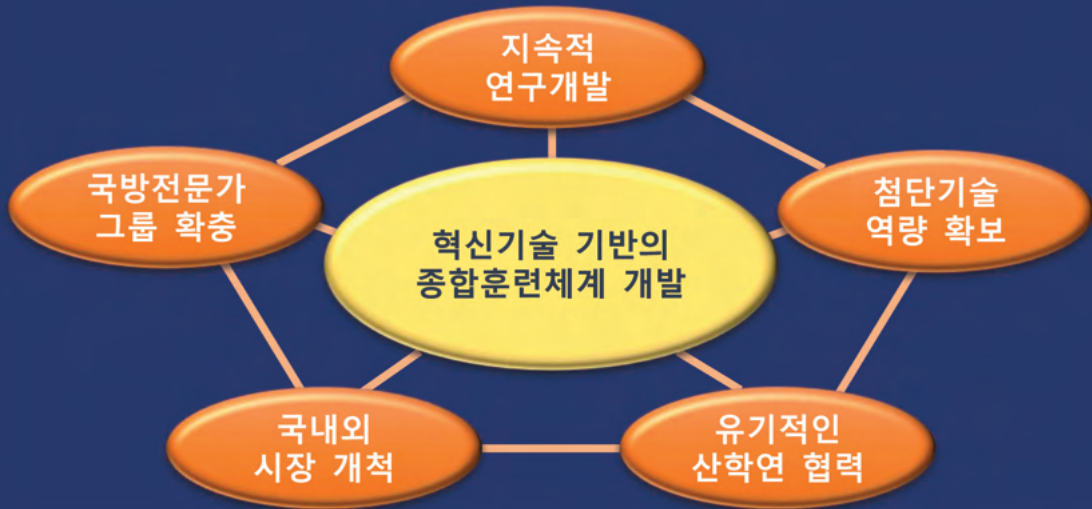 지속적
연구개발
국방전문가
그룹 확충
첨단기술
역량 확보
혁신기술 기반의
종합훈련체계 개발
국내외
시장 개척
유기적인
산학연 협력